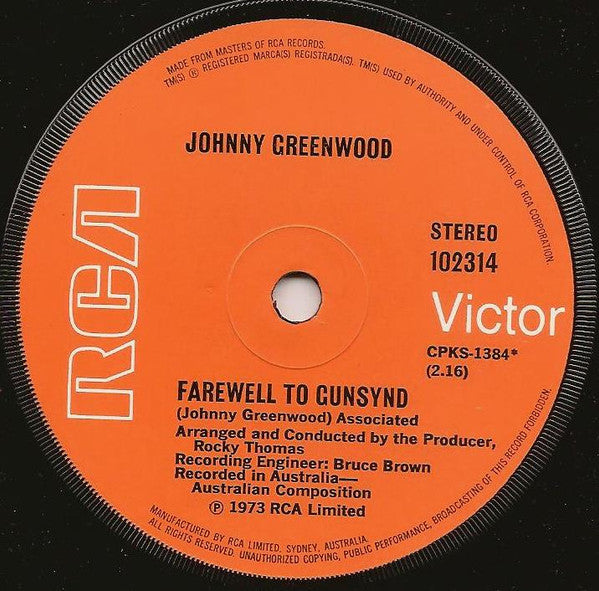 MADE FROM MASTERS OF RCA RECORDS.
TM(S) ® REGISTERED MARCA(S) REGISTRADA(S). TM(S) USED BY AUTHORITY AND UNDER CONTROL OF RCA CORPORATION.
JOHNNY GREENWOOD
RCA
STEREO
102314
Victor
CPKS-1384*
(2.16)
FAREWELL TO GUNSYND
(Johnny Greenwood) Associated
Arranged and Conducted by the Producer,
Rocky Thomas
Recording Engineer: Bruce Brown
Recorded in Australia—
Australian Composition
℗ 1973 RCA Limited
MANUFACTURED BY RCA LIMITED, SYDNEY, AUSTRALIA.
ALL RIGHTS RESERVED. UNAUTHORIZED COPYING, PUBLIC PERFORMANCE, BROADCASTING OF THIS RECORD FORBIDDEN.